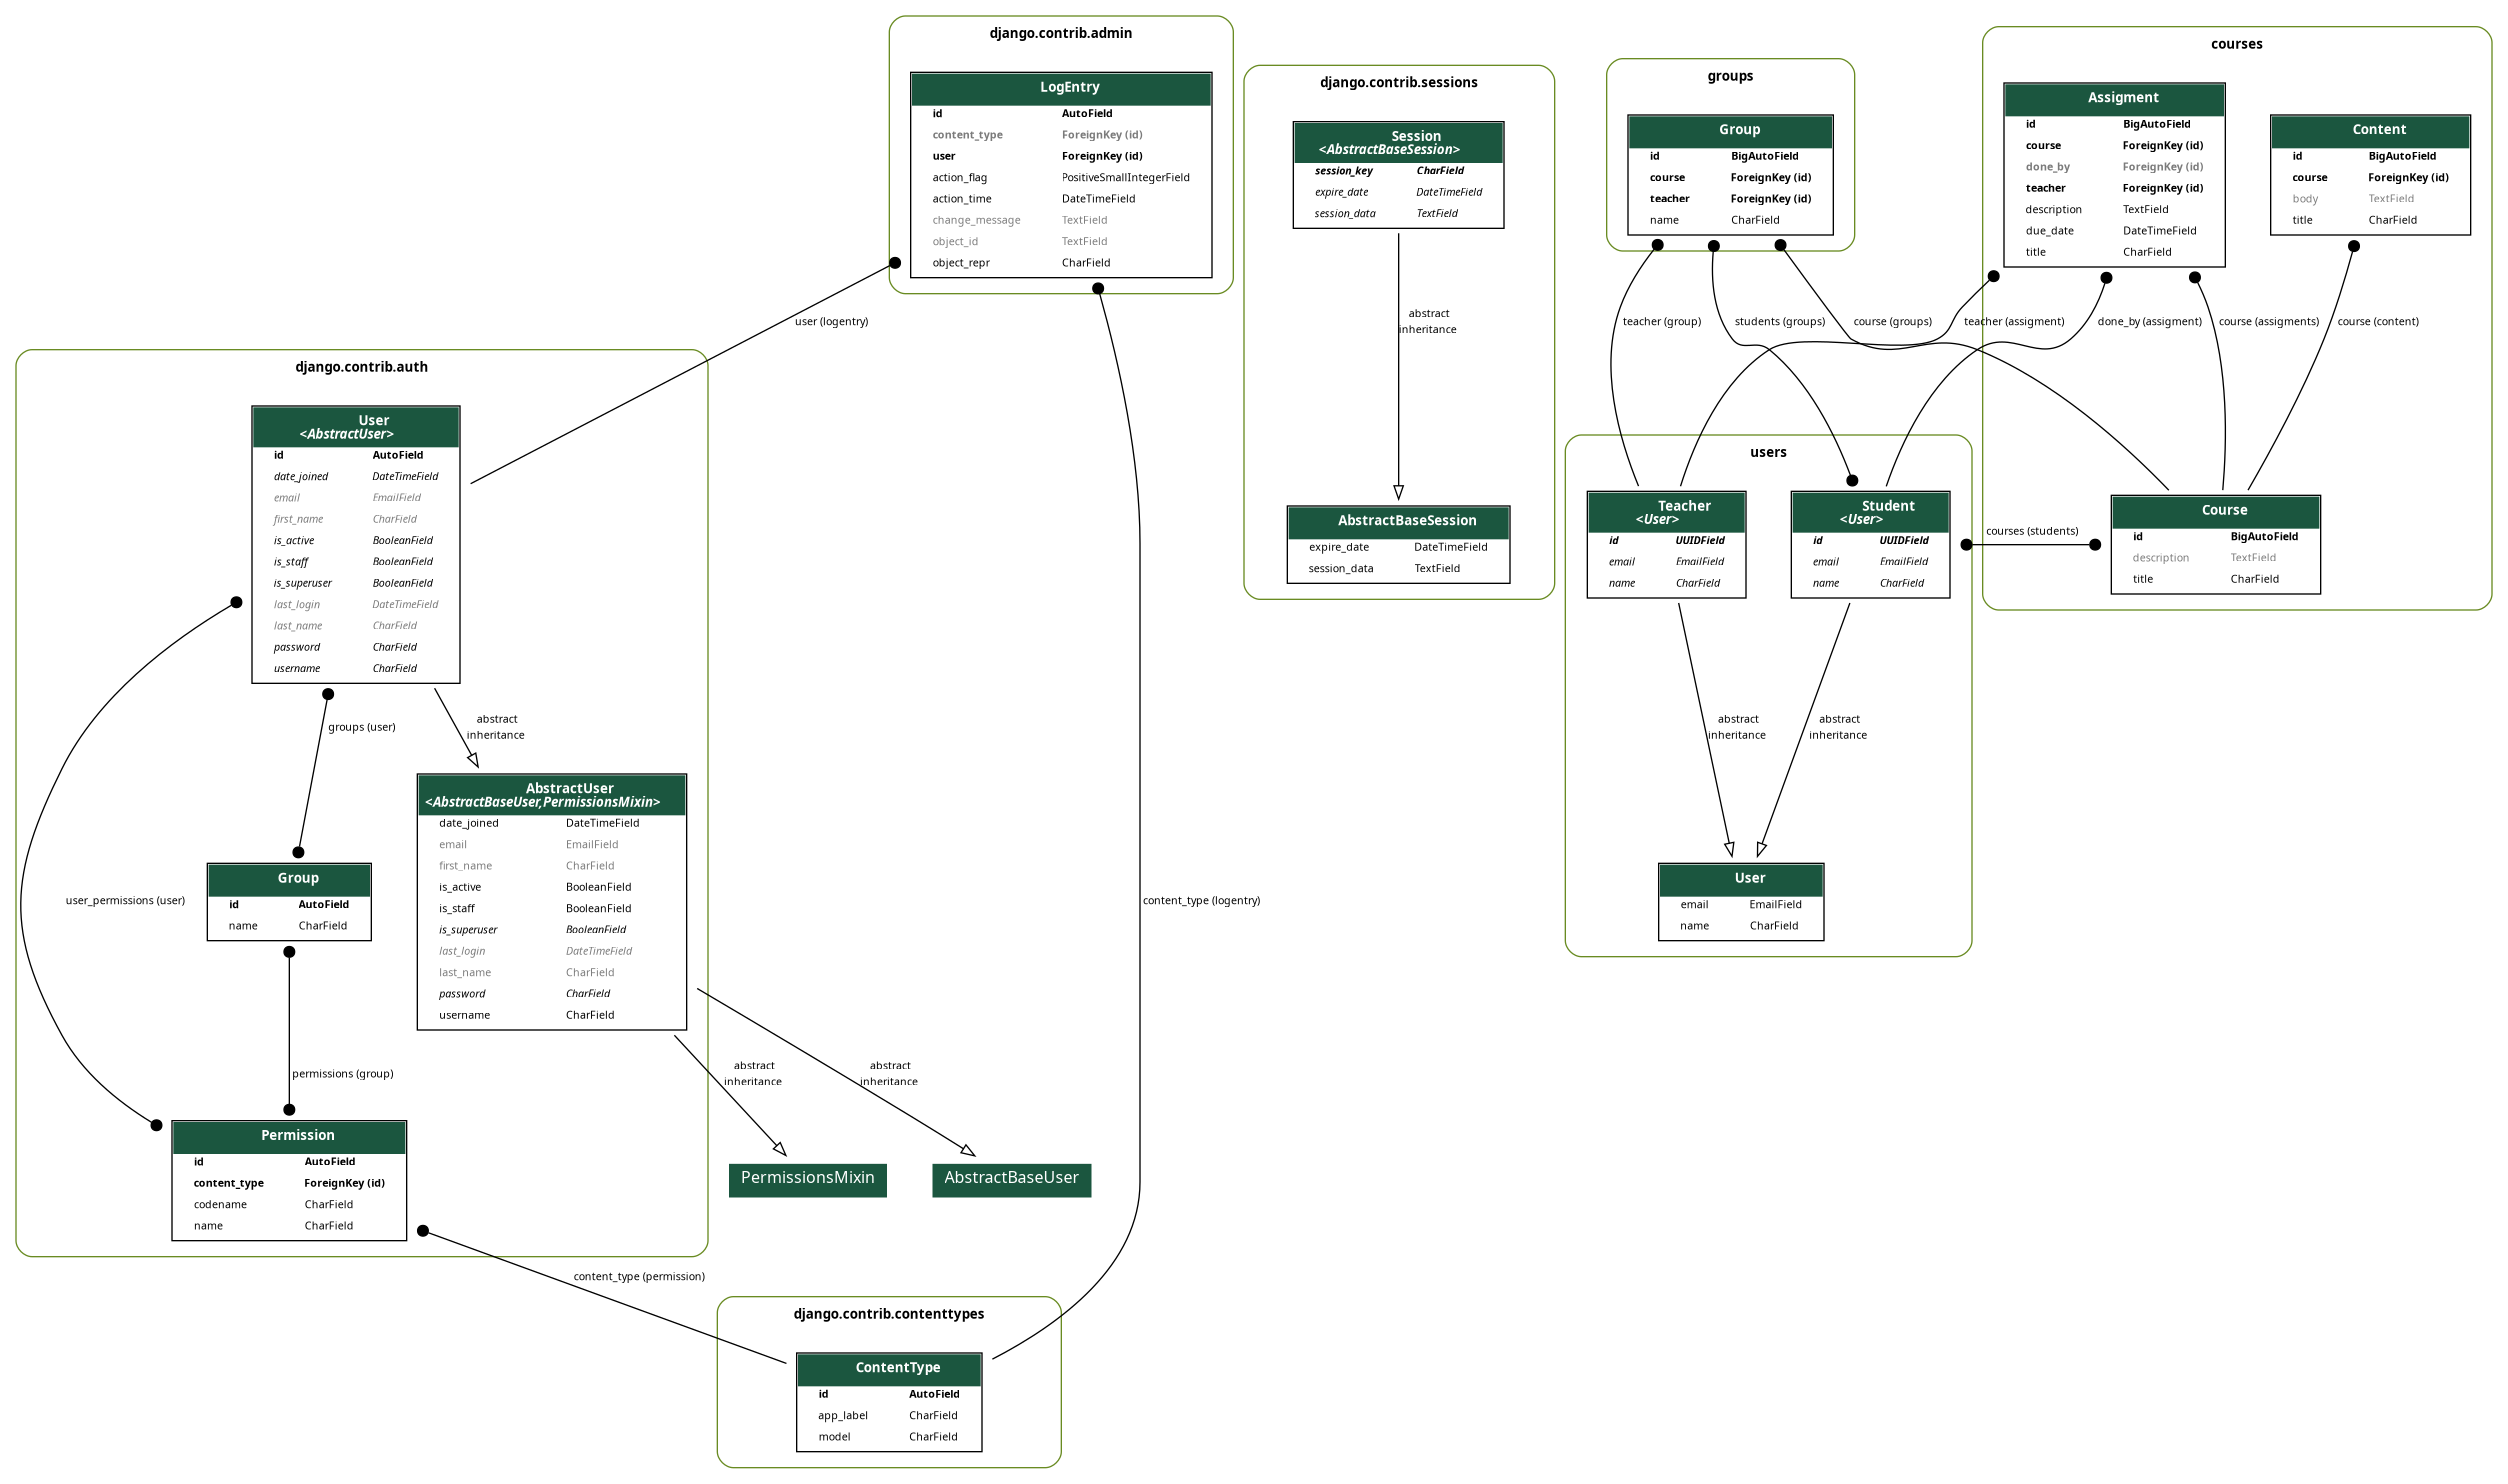 django.contrib.admin
LogEntry
id AutoField
content_type ForeignKey (id)
user ForeignKey (id)
action_flag PositiveSmallIntegerField
action_time DateTimeField
change_message TextField
object_id TextField
object_repr CharField
django.contrib.sessions
Session
<AbstractBaseSession>
session_key CharField
expire_date DateTimeField
session_data TextField
abstract
inheritance
AbstractBaseSession
expire_date DateTimeField
session_data TextField
groups
Group
id BigAutoField
course ForeignKey (id)
teacher ForeignKey (id)
name CharField
courses
Assigment
id BigAutoField
course ForeignKey (id)
done_by ForeignKey (id)
teacher ForeignKey (id)
description TextField
due_date DateTimeField
title CharField
Content
id BigAutoField
course ForeignKey (id)
body TextField
title CharField
user (logentry)
teacher (group)
students (groups)
course (groups)
teacher (assigment)
done_by (assigment)
course (assigments)
course (content)
Course
id BigAutoField
description TextField
title CharField
courses (students)
users
Teacher
<User>
id UUIDField
email EmailField
name CharField
Student
<User>
id UUIDField
email EmailField
name CharField
abstract
inheritance
abstract
inheritance
User
email EmailField
name CharField
django.contrib.auth
User
<AbstractUser>
id AutoField
date_joined DateTimeField
email EmailField
first_name CharField
is_active BooleanField
is_staff BooleanField
is_superuser BooleanField
last_login DateTimeField
last_name CharField
password CharField
username CharField
groups (user)
abstract
inheritance
AbstractUser
<AbstractBaseUser,PermissionsMixin>
date_joined DateTimeField
email EmailField
first_name CharField
is_active BooleanField
is_staff BooleanField
is_superuser BooleanField
last_login DateTimeField
last_name CharField
password CharField
username CharField
user_permissions (user)
Group
id AutoField
name CharField
content_type (logentry)
permissions (group)
abstract
inheritance
abstract
inheritance
Permission
id AutoField
content_type ForeignKey (id)
codename CharField
name CharField
PermissionsMixin
AbstractBaseUser
content_type (permission)
django.contrib.contenttypes
ContentType
id AutoField
app_label CharField
model CharField